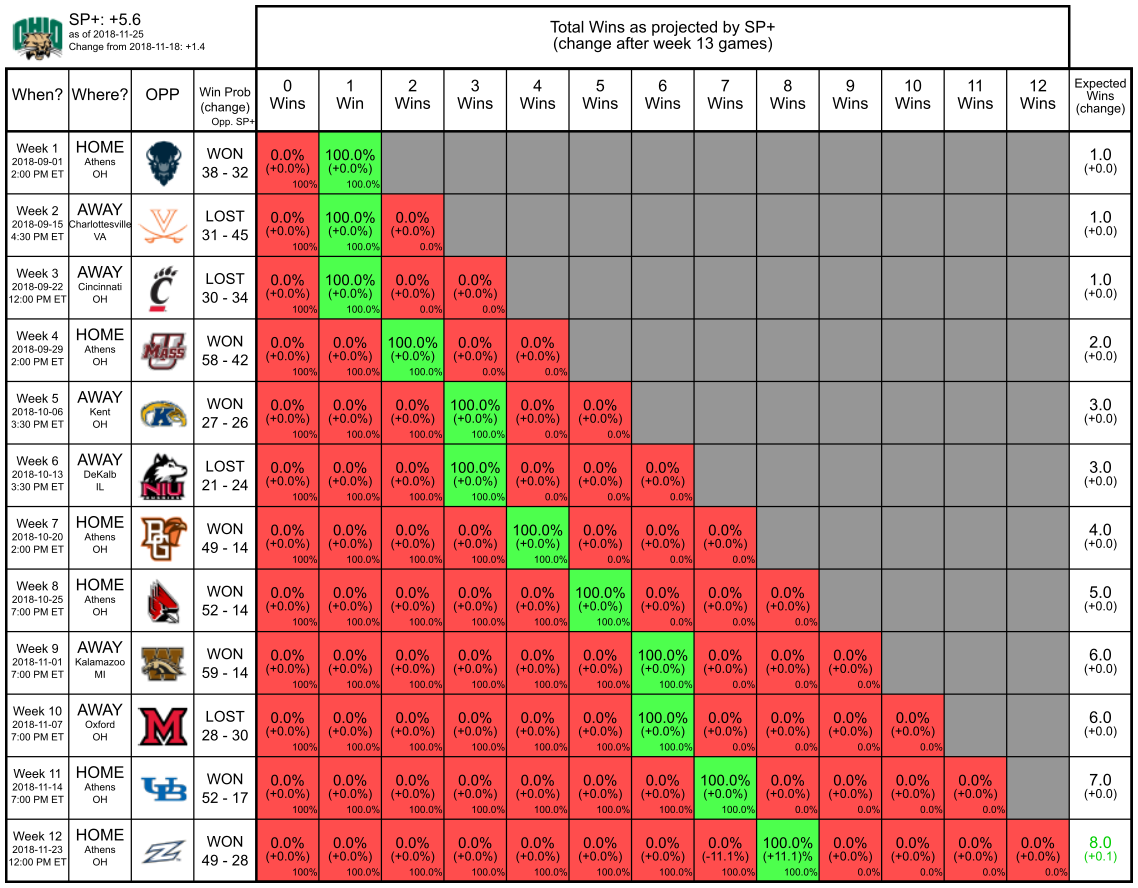 OHIO
SP+: +5.6
as of 2018-11-25
Change from 2018-11-18: +1.4
Total Wins as projected by SP+
(change after week 13 games)
When? Where? OPP Win Prob (change) Opp. SP+
0 Wins
1 Win
2 Wins
3 Wins
4 Wins
5 Wins
6 Wins
7 Wins
8 Wins
9 Wins
10 Wins
11 Wins
12 Wins
Expected Wins (change)
Week 1 HOME WON 0.0% 100.0% 1.0
2018-09-01 Athens (+0.0%) (+0.0%) (+0.0)
2:00 PM ET OH 38 - 32 100% 100.0%
Week 2 AWAY LOST 0.0% 100.0% 0.0% 1.0
2018-09-15 Charlottesville (+0.0%) (+0.0%) (+0.0%) (+0.0)
4:30 PM ET VA 31 - 45 100% 100.0% 0.0%
Week 3 AWAY LOST 0.0% 100.0% 0.0% 0.0% 1.0
2018-09-22 Cincinnati (+0.0%) (+0.0%) (+0.0%) (+0.0%) (+0.0)
12:00 PM ET OH 30 - 34 100% 100.0% 0.0% 0.0%
Week 4 HOME MASS WON 0.0% 0.0% 100.0% 0.0% 0.0% 2.0
2018-09-29 Athens (+0.0%) (+0.0%) (+0.0%) (+0.0%) (+0.0%) (+0.0)
2:00 PM ET OH 58 - 42 100% 100.0% 100.0% 0.0% 0.0%
Week 5 AWAY K WON 0.0% 0.0% 0.0% 100.0% 0.0% 0.0% 3.0
2018-10-06 Kent (+0.0%) (+0.0%) (+0.0%) (+0.0%) (+0.0%) (+0.0%) (+0.0)
3:30 PM ET OH 27 - 26 100% 100.0% 100.0% 100.0% 0.0% 0.0%
Week 6 AWAY NIU LOST 0.0% 0.0% 0.0% 100.0% 0.0% 0.0% 0.0% 3.0
2018-10-13 DeKalb (+0.0%) (+0.0%) (+0.0%) (+0.0%) (+0.0%) (+0.0%) (+0.0%) (+0.0)
3:30 PM ET IL 21 - 24 100% 100.0% 100.0% 100.0% 0.0% 0.0% 0.0%
Week 7 HOME BG WON 0.0% 0.0% 0.0% 0.0% 100.0% 0.0% 0.0% 0.0% 4.0
2018-10-20 Athens (+0.0%) (+0.0%) (+0.0%) (+0.0%) (+0.0%) (+0.0%) (+0.0%) (+0.0%) (+0.0)
2:00 PM ET OH 49 - 14 100% 100.0% 100.0% 100.0% 100.0% 0.0% 0.0% 0.0%
Week 8 HOME WON 0.0% 0.0% 0.0% 0.0% 0.0% 100.0% 0.0% 0.0% 0.0% 5.0
2018-10-25 Athens (+0.0%) (+0.0%) (+0.0%) (+0.0%) (+0.0%) (+0.0%) (+0.0%) (+0.0%) (+0.0%) (+0.0)
7:00 PM ET OH 52 - 14 100% 100.0% 100.0% 100.0% 100.0% 100.0% 0.0% 0.0% 0.0%
Week 9 AWAY W WON 0.0% 0.0% 0.0% 0.0% 0.0% 0.0% 100.0% 0.0% 0.0% 0.0% 6.0
2018-11-01 Kalamazoo (+0.0%) (+0.0%) (+0.0%) (+0.0%) (+0.0%) (+0.0%) (+0.0%) (+0.0%) (+0.0%) (+0.0%) (+0.0)
7:00 PM ET MI 59 - 14 100% 100.0% 100.0% 100.0% 100.0% 100.0% 100.0% 0.0% 0.0% 0.0%
Week 10 AWAY M LOST 0.0% 0.0% 0.0% 0.0% 0.0% 0.0% 100.0% 0.0% 0.0% 0.0% 0.0% 6.0
2018-11-07 Oxford (+0.0%) (+0.0%) (+0.0%) (+0.0%) (+0.0%) (+0.0%) (+0.0%) (+0.0%) (+0.0%) (+0.0%) (+0.0%) (+0.0)
7:00 PM ET OH 28 - 30 100% 100.0% 100.0% 100.0% 100.0% 100.0% 100.0% 0.0% 0.0% 0.0% 0.0%
Week 11 HOME UB WON 0.0% 0.0% 0.0% 0.0% 0.0% 0.0% 0.0% 100.0% 0.0% 0.0% 0.0% 0.0% 7.0
2018-11-14 Athens (+0.0%) (+0.0%) (+0.0%) (+0.0%) (+0.0%) (+0.0%) (+0.0%) (+0.0%) (+0.0%) (+0.0%) (+0.0%) (+0.0%) (+0.0)
7:00 PM ET OH 52 - 17 100% 100% 100.0% 100.0% 100.0% 100.0% 100.0% 100.0% 0.0% 0.0% 0.0% 0.0%
Week 12 HOME Z WON 0.0% 0.0% 0.0% 0.0% 0.0% 0.0% 0.0% 0.0% 100.0% 0.0% 0.0% 0.0% 0.0% 8.0
2018-11-23 Athens (+0.0%) (+0.0%) (+0.0%) (+0.0%) (+0.0%) (+0.0%) (+0.0%) (-11.1%) (+11.1)% (+0.0%) (+0.0%) (+0.0%) (+0.0%) (+0.1)
12:00 PM ET OH 49 - 28 100% 100% 100.0% 100.0% 100.0% 100.0% 100.0% 100.0% 100.0% 0.0% 0.0% 0.0% 0.0%